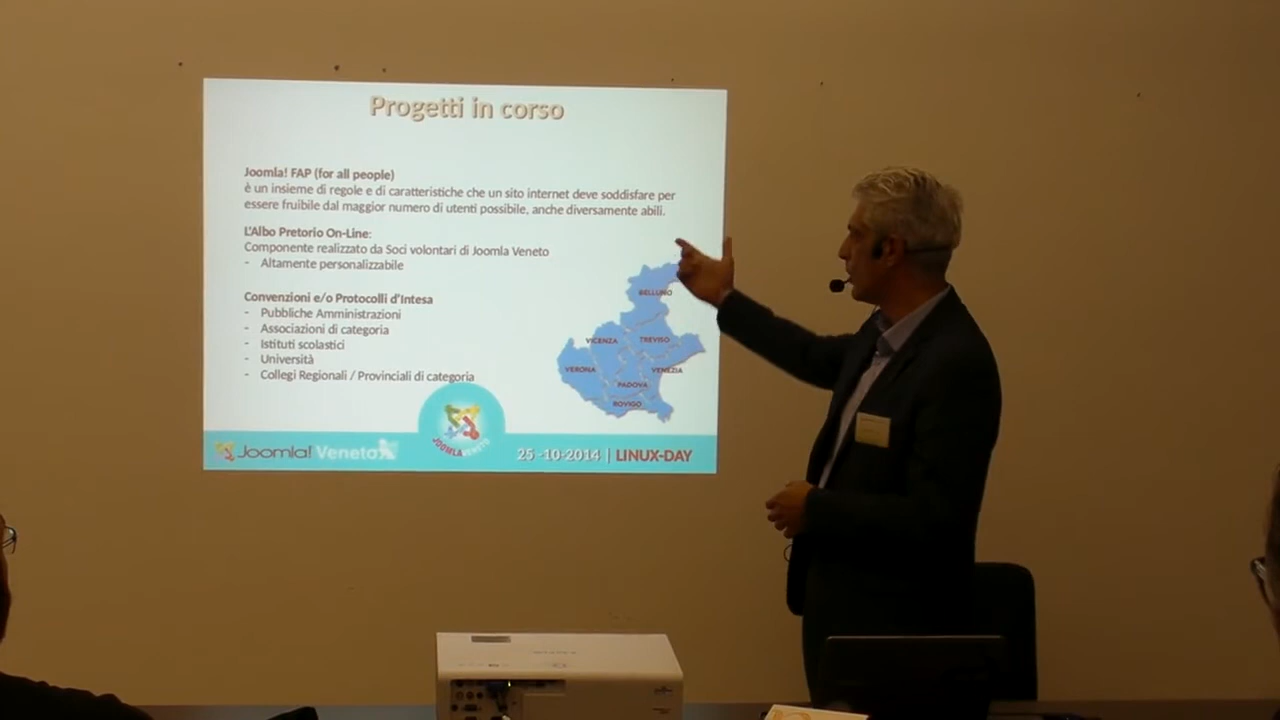 Progetti in corso
Joomla! FAP (for all people)
è un insieme di regole e di caratteristiche che un sito internet deve soddisfare per
essere fruibile dal maggior numero di utenti possibile, anche diversamente abili.
L'Albo Pretorio On-Line:
Componente realizzato da Soci volontari di Joomla Veneto
- Altamente personalizzabile
Convenzioni e/o Protocolli d'Intesa
- Pubbliche Amministrazioni
- Associazioni di categoria
- Istituti scolastici
- Università
- Collegi Regionali / Provinciali di categoria
BELLUNO
VICENZA
TREVISO
VERONA
VENEZIA
PADOVA
ROVIGO
Joomla! Veneto
JOOMLAVENETO
25 -10-2014 | LINUX-DAY